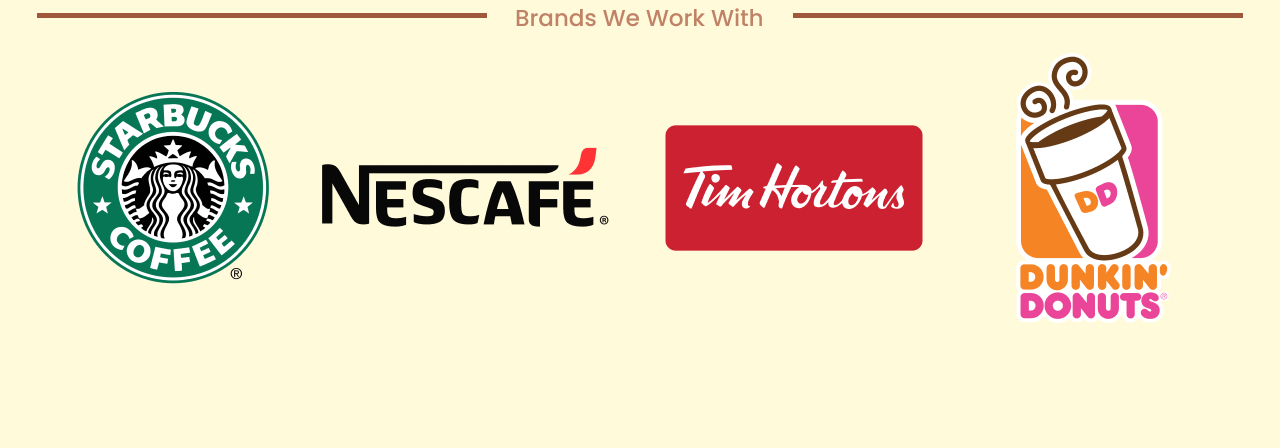 Brands We Work With
STARBUCKS
COFFEE
®
NESCAFÉ
®
Tim Hortons
DD
DUNKIN'
DONUTS®